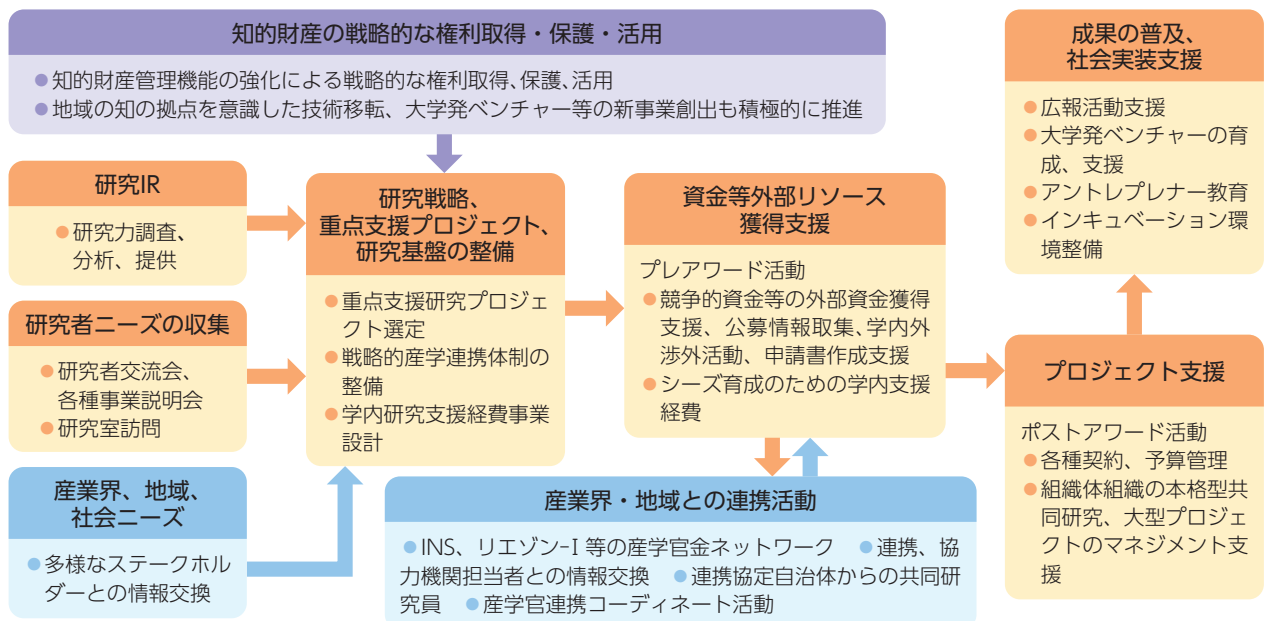 知的財産の戦略的な権利取得・保護・活用
●知的財産管理機能の強化による戦略的な権利取得、保護、活用
●地域の知の拠点を意識した技術移転、大学発ベンチャー等の新事業創出も積極的に推進
研究IR
●研究力調査、
分析、提供
研究者ニーズの収集
●研究者交流会、
各種事業説明会
●研究室訪問
産業界、地域、
社会ニーズ
●多様なステークホル
ダーとの情報交換
研究戦略、
重点支援プロジェクト、
研究基盤の整備
●重点支援研究プロジェ
クト選定
●戦略的産学連携体制の
整備
●学内研究支援経費事業
設計
資金等外部リソース
獲得支援
プレアワード活動
●競争的資金等の外部資金獲得
支援、公募情報取集、学内外
渉外活動、申請書作成支援
●シーズ育成のための学内支援
経費
産業界・地域との連携活動
●INS、リエゾン-I 等の産学官金ネットワーク ●連携、協
力機関担当者との情報交換 ●連携協定自治体からの共同研
究員 ●産学官連携コーディネート活動
成果の普及、
社会実装支援
●広報活動支援
●大学発ベンチャーの育
成、支援
●アントレプレナー教育
●インキュベーション環
境整備
プロジェクト支援
ポストアワード活動
●各種契約、予算管理
●組織体組織の本格型共
同研究、大型プロジェ
クトのマネジメント支
援